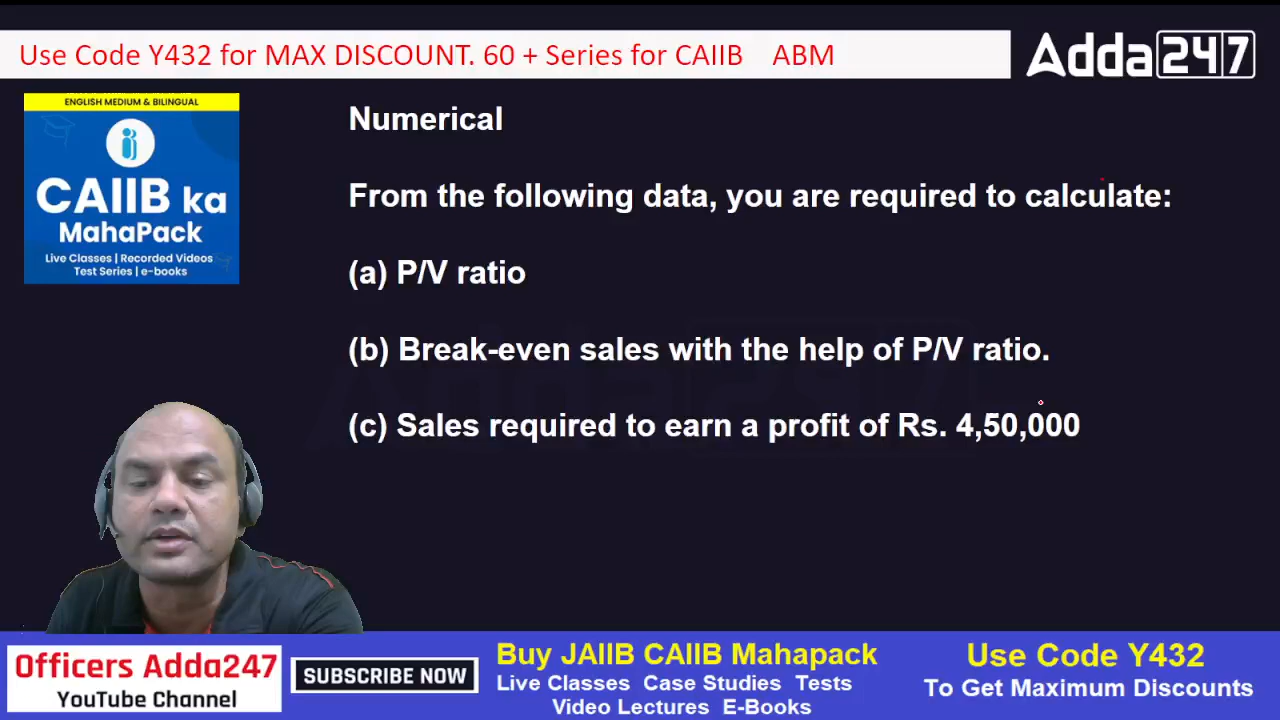 Use Code Y432 for MAX DISCOUNT. 60 + Series for CAIIB ABM
Adda247
ENGLISH MEDIUM & BILINGUAL
CAIIB ka
MahaPack
Live Classes | Recorded Videos
Test Series | e-books
Numerical
From the following data, you are required to calculate:
(a) P/V ratio
(b) Break-even sales with the help of P/V ratio.
(c) Sales required to earn a profit of Rs. 4,50,000
Adda247
Officers Adda247
YouTube Channel
SUBSCRIBE NOW
Buy JAIIB CAIIB Mahapack
Live Classes Case Studies Tests
Video Lectures E-Books
Use Code Y432
To Get Maximum Discounts